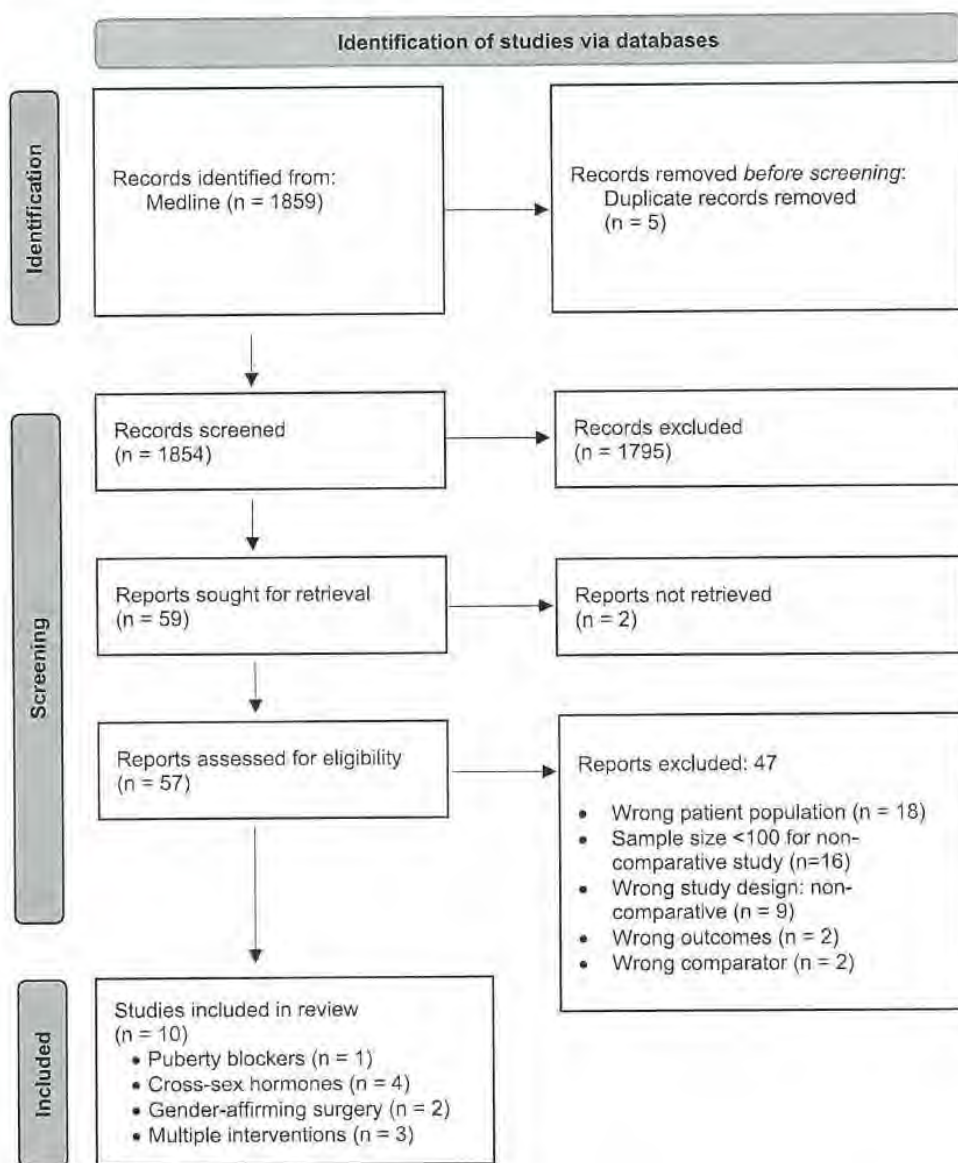 Identification of studies via databases
Identification
Records identified from:
Medline (n = 1859)
Records removed before screening:
Duplicate records removed
(n = 5)
Screening
Records screened
(n = 1854)
Records excluded
(n = 1795)
Reports sought for retrieval
(n = 59)
Reports not retrieved
(n = 2)
Reports assessed for eligibility
(n = 57)
Reports excluded: 47
• Wrong patient population (n = 18)
• Sample size <100 for non-
comparative study (n=16)
• Wrong study design: non-
comparative (n = 9)
• Wrong outcomes (n = 2)
• Wrong comparator (n = 2)
Included
Studies included in review
(n = 10)
• Puberty blockers (n = 1)
• Cross-sex hormones (n = 4)
• Gender-affirming surgery (n = 2)
• Multiple interventions (n = 3)